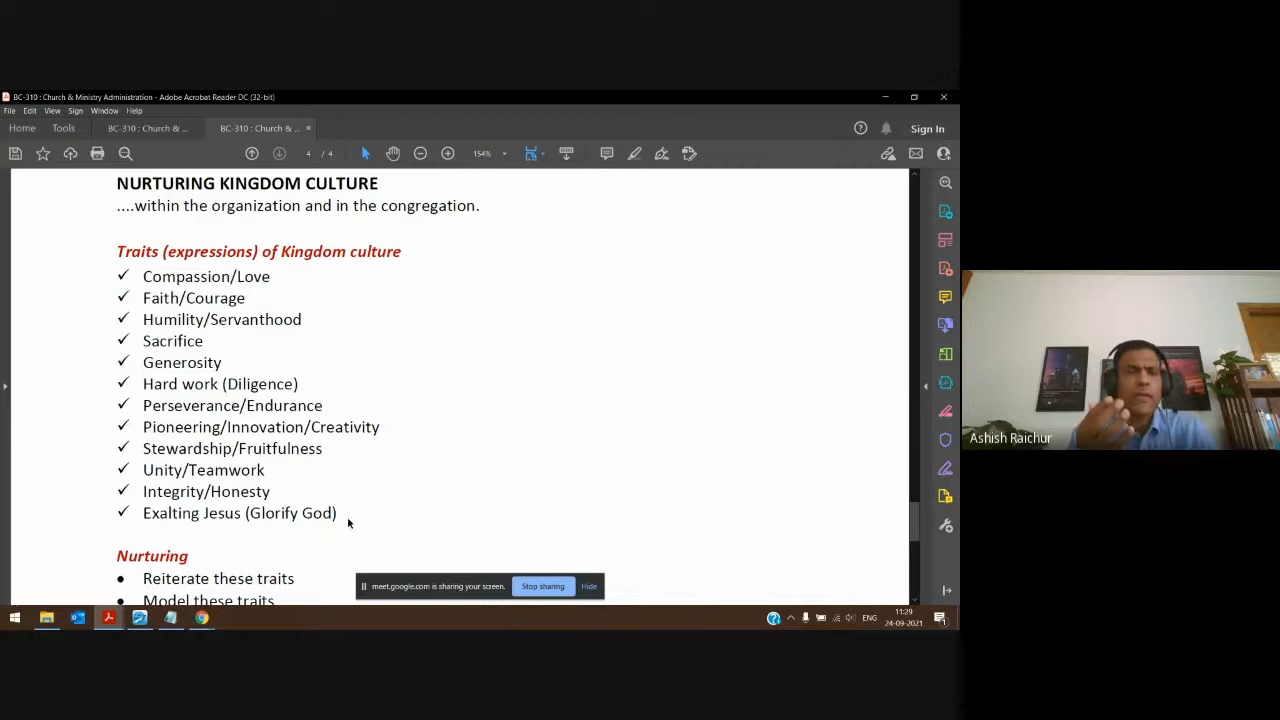 BC-310 : Church & Ministry Administration - Adobe Acrobat Reader DC (32-bit)
File Edit View Sign Window Help
Home Tools BC-310 : Church & ... BC-310 : Church & ... × Sign In
4 / 4 154%
NURTURING KINGDOM CULTURE
....within the organization and in the congregation.
Traits (expressions) of Kingdom culture
✓ Compassion/Love
✓ Faith/Courage
✓ Humility/Servanthood
✓ Sacrifice
✓ Generosity
✓ Hard work (Diligence)
✓ Perseverance/Endurance
✓ Pioneering/Innovation/Creativity
✓ Stewardship/Fruitfulness
✓ Unity/Teamwork
✓ Integrity/Honesty
✓ Exalting Jesus (Glorify God)
Nurturing
• Reiterate these traits
• Model these traits
meet.google.com is sharing your screen. Stop sharing Hide
ENG 11:29
24-09-2021
Ashish Raichur